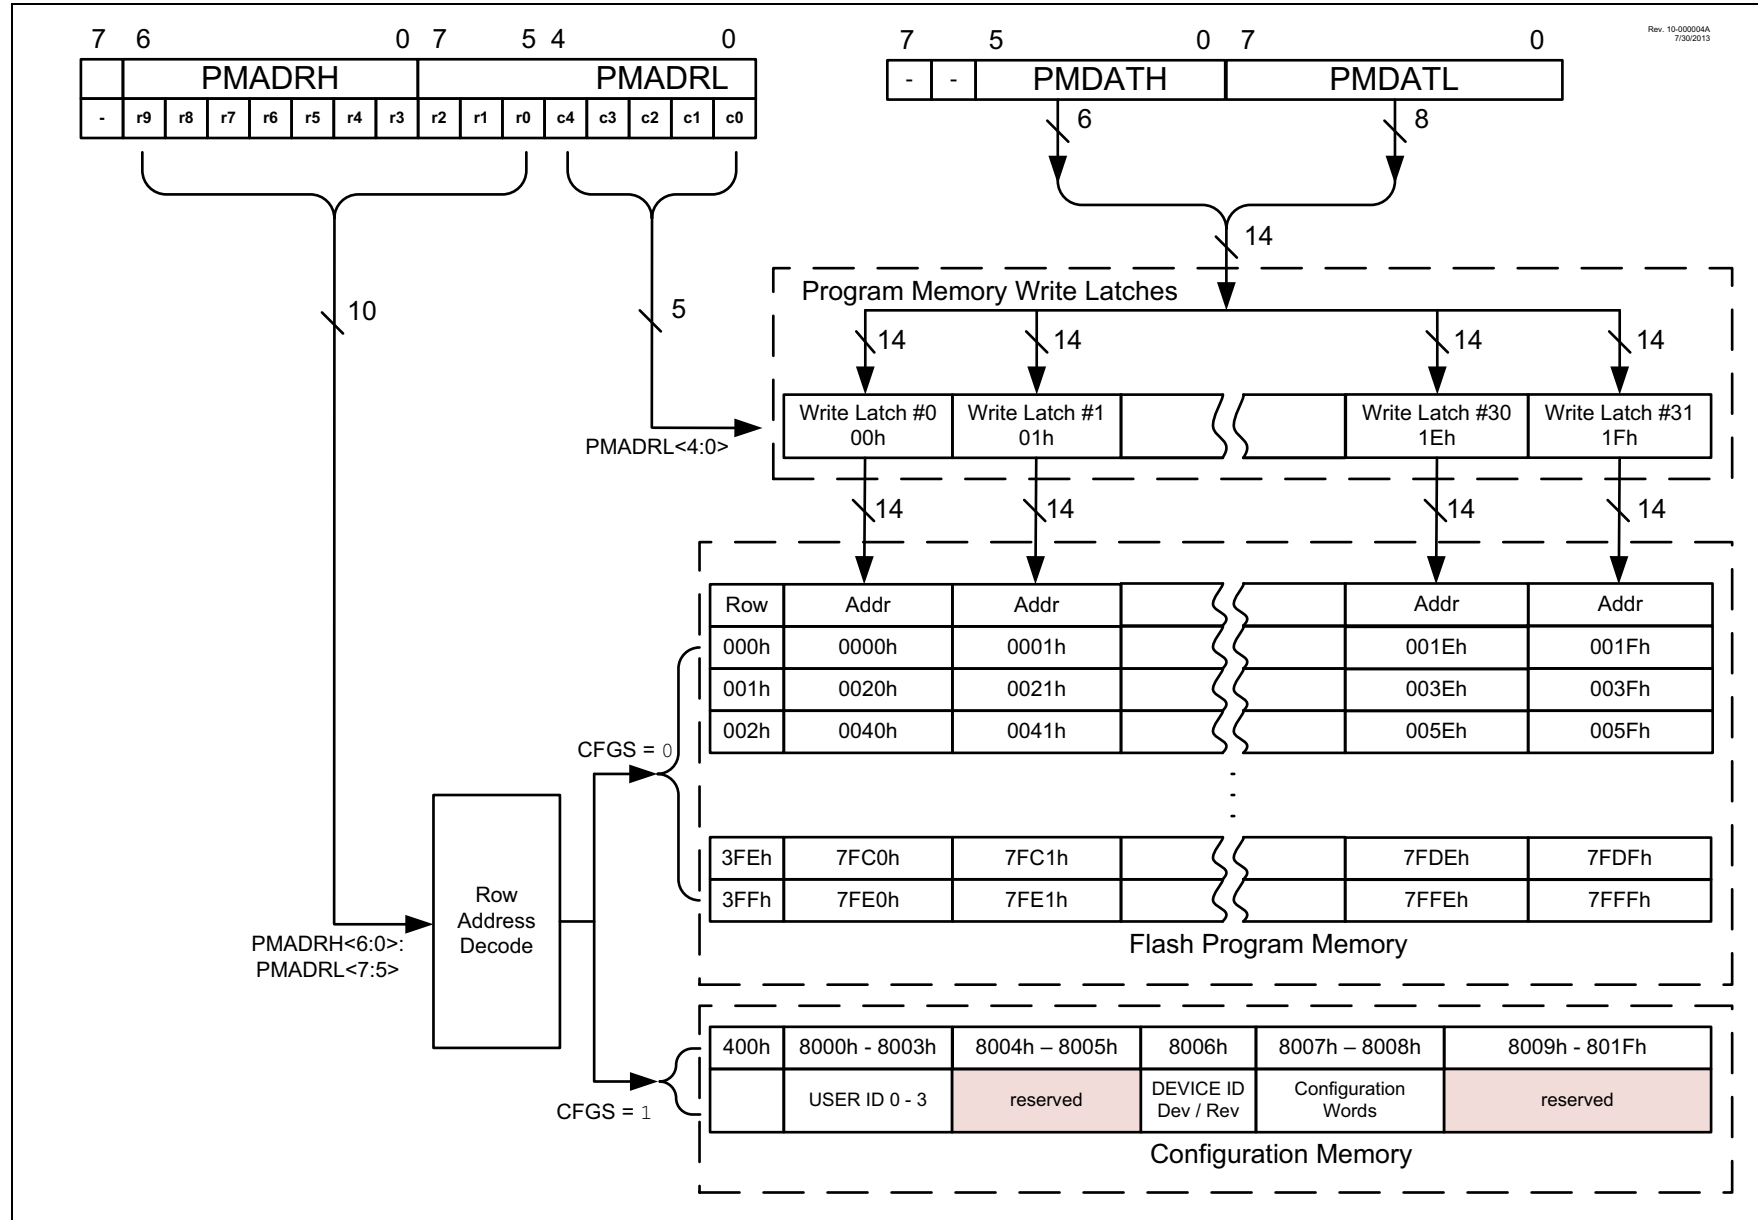 Rev. 10-000004A
7/30/2013
7 6 0 7 5 4 0
PMADRH PMADRL
- r9 r8 r7 r6 r5 r4 r3 r2 r1 r0 c4 c3 c2 c1 c0
7 5 0 7 0
- - PMDATH PMDATL
6 8
14
10
5
Program Memory Write Latches
14 14 14 14
PMADRL<4:0>
Write Latch #0 Write Latch #1 Write Latch #30 Write Latch #31
00h 01h 1Eh 1Fh
14 14 14 14
Row Addr Addr Addr Addr
000h 0000h 0001h 001Eh 001Fh
001h 0020h 0021h 003Eh 003Fh
002h 0040h 0041h 005Eh 005Fh
CFGS = 0
3FEh 7FC0h 7FC1h 7FDEh 7FDFh
3FFh 7FE0h 7FE1h 7FFEh 7FFFh
Flash Program Memory
Row
Address
Decode
PMADRH<6:0>:
PMADRL<7:5>
400h 8000h - 8003h 8004h – 8005h 8006h 8007h – 8008h 8009h - 801Fh
USER ID 0 - 3 reserved DEVICE ID Configuration reserved
Dev / Rev Words
CFGS = 1
Configuration Memory